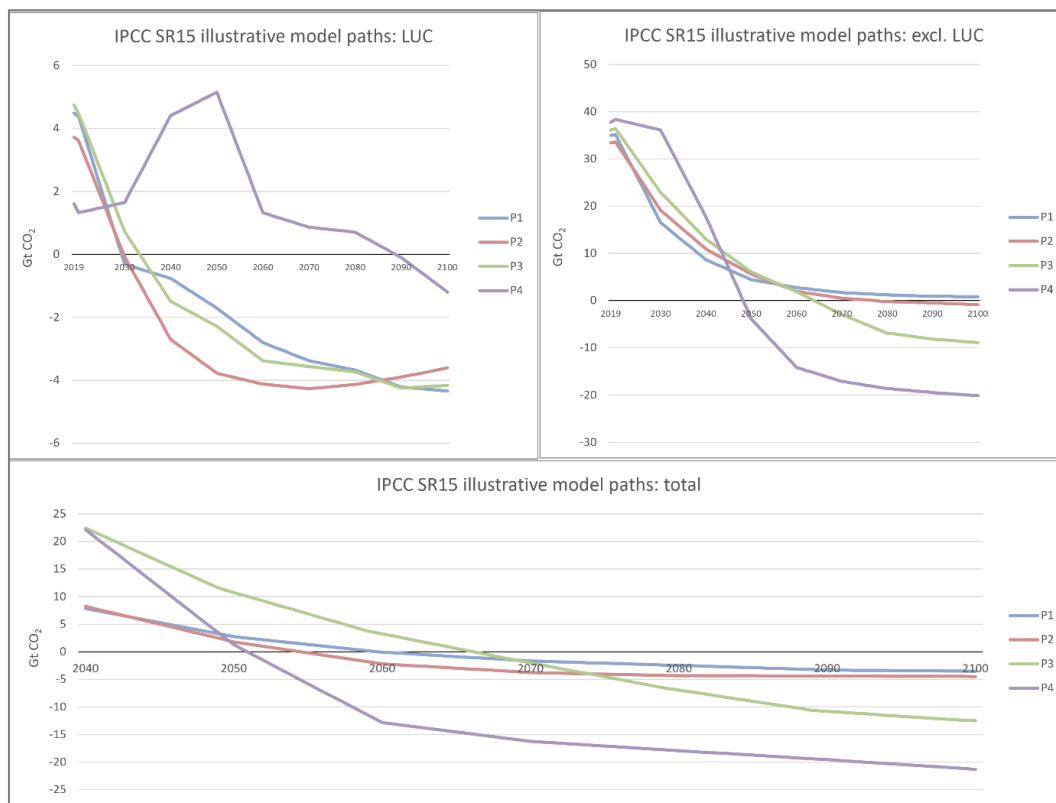 IPCC SR15 illustrative model paths: LUC
6
4
2
0
-2
-4
-6
Gt CO₂
2019 2030 2040 2050 2060 2070 2080 2090 2100
P1
P2
P3
P4
IPCC SR15 illustrative model paths: excl. LUC
50
40
30
20
10
0
-10
-20
-30
Gt CO₂
2019 2030 2040 2050 2060 2070 2080 2090 2100
P1
P2
P3
P4
IPCC SR15 illustrative model paths: total
25
20
15
10
5
0
-5
-10
-15
-20
-25
Gt CO₂
2040 2050 2060 2070 2080 2090 2100
P1
P2
P3
P4